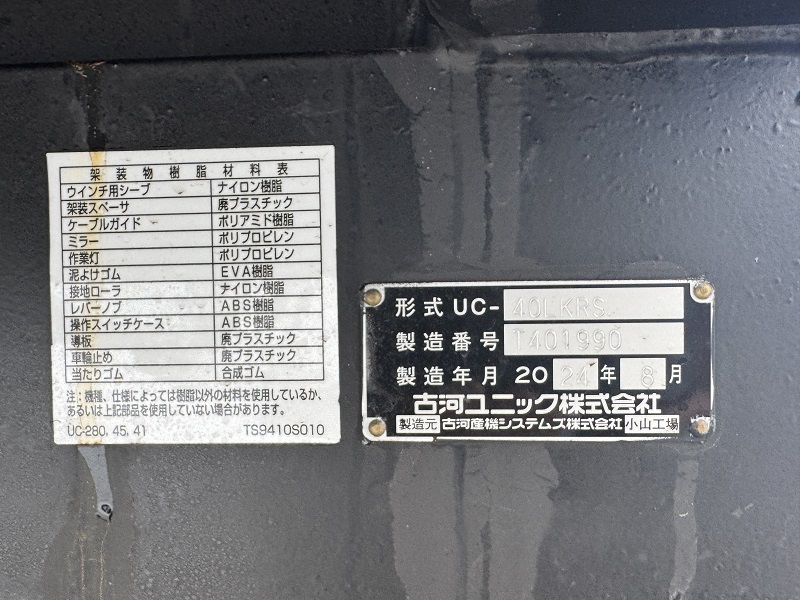 架装物樹脂材料表
ウインチ用シーブ ナイロン樹脂
架装スペーサ 廃プラスチック
ケーブルガイド ポリアミド樹脂
ミラー ポリプロピレン
作業灯 ポリプロピレン
泥よけゴム EVA樹脂
接地ローラ ナイロン樹脂
レバーノブ ABS樹脂
操作スイッチケース ABS樹脂
導板 廃プラスチック
車輪止め 廃プラスチック
当たりゴム 合成ゴム
注:機種、仕様によっては樹脂以外の材料を使用しているか、
あるいは上記部品を使用していない場合があります。
UC-280, 45, 41 TS9410S010
形式 UC-40LKRS
製造番号 T401990
製造年月 2024年8月
古河ユニック株式会社
製造元 古河産機システムズ株式会社 小山工場